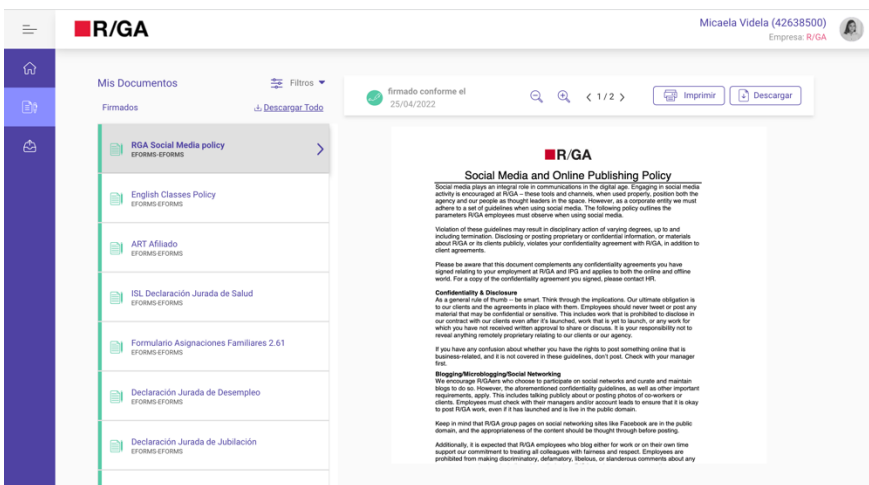 R/GA
Micaela Videla (42638500)
Empresa: R/GA
Mis Documentos
Filtros
Firmados
Descargar Todo
RGA Social Media policy
EFORMS-EFORMS
English Classes Policy
EFORMS-EFORMS
ART Afiliado
EFORMS-EFORMS
ISL Declaración Jurada de Salud
EFORMS-EFORMS
Formulario Asignaciones Familiares 2.61
EFORMS-EFORMS
Declaración Jurada de Desempleo
EFORMS-EFORMS
Declaración Jurada de Jubilación
EFORMS-EFORMS
firmado conforme el
25/04/2022
1 / 2
Imprimir
Descargar
R/GA
Social Media and Online Publishing Policy
Social media plays an integral role in communications in the digital age. Engaging in social media
activity is encouraged at R/GA – these tools and channels, when used properly, position both the
agency and our people as thought leaders in the space. However, as a corporate entity we must
adhere to a set of guidelines when using social media. The following policy outlines the
parameters R/GA employees must observe when using social media.
Violation of these guidelines may result in disciplinary action of varying degrees, up to and
including termination. Disclosing or posting proprietary or confidential information, or materials
about R/GA or its clients publicly, violates your confidentiality agreement with R/GA, in addition to
client agreements.
Please be aware that this document complements any confidentiality agreements you have
signed relating to your employment at R/GA and IPG and applies to both the online and offline
world. For a copy of the confidentiality agreement you signed, please contact HR.
Confidentiality & Disclosure
As a general rule of thumb -- be smart. Think through the implications. Our ultimate obligation is
to our clients and the agreements in place with them. Employees should never tweet or post any
material that may be confidential or sensitive. This includes work that is prohibited to disclose in
our contract with our clients even after it's launched, work that is yet to launch, or any work for
which you have not received written approval to share or discuss. It is your responsibility not to
reveal anything remotely proprietary relating to our clients or our agency.
If you have any confusion about whether you have the rights to post something online that is
business-related, and it is not covered in these guidelines, don't post. Check with your manager
first.
Blogging/Microblogging/Social Networking
We encourage R/GAers who choose to participate on social networks and curate and maintain
blogs to do so. However, the aforementioned confidentiality guidelines, as well as other important
requirements, apply. This includes talking publicly about or posting photos of co-workers or
clients. Employees must check with their managers and/or account leads to ensure that it is okay
to post R/GA work, even if it has launched and is live in the public domain.
Keep in mind that R/GA group pages on social networking sites like Facebook are in the public
domain, and the appropriateness of the content should be thought through before posting.
Additionally, it is expected that R/GA employees who blog either for work or on their own time
support our commitment to treating all colleagues with fairness and respect. Employees are
prohibited from making discriminatory, defamatory, libelous, or slanderous comments about any